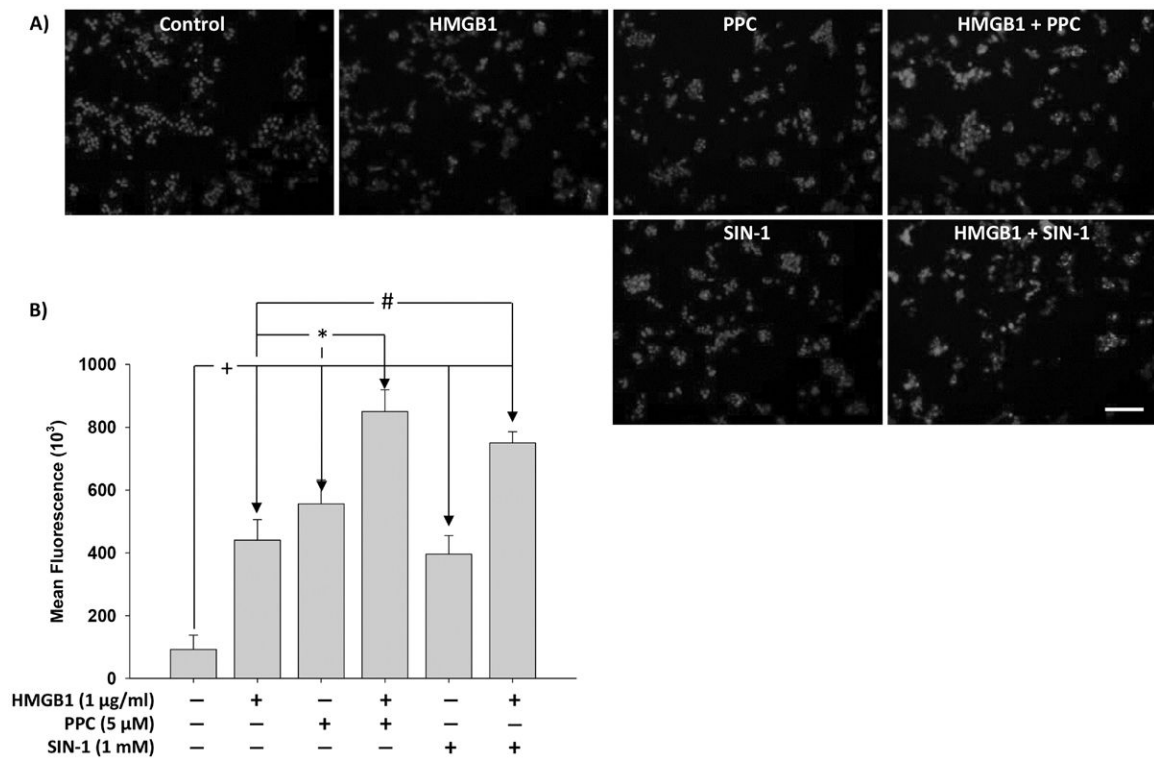 A)
Control
HMGB1
PPC
HMGB1 + PPC
SIN-1
HMGB1 + SIN-1
B)
#
*
+
1000
800
600
400
200
0
Mean Fluorescence (10³)
HMGB1 (1 µg/ml) – + – + – +
PPC (5 µM) – – + + – –
SIN-1 (1 mM) – – – – + +